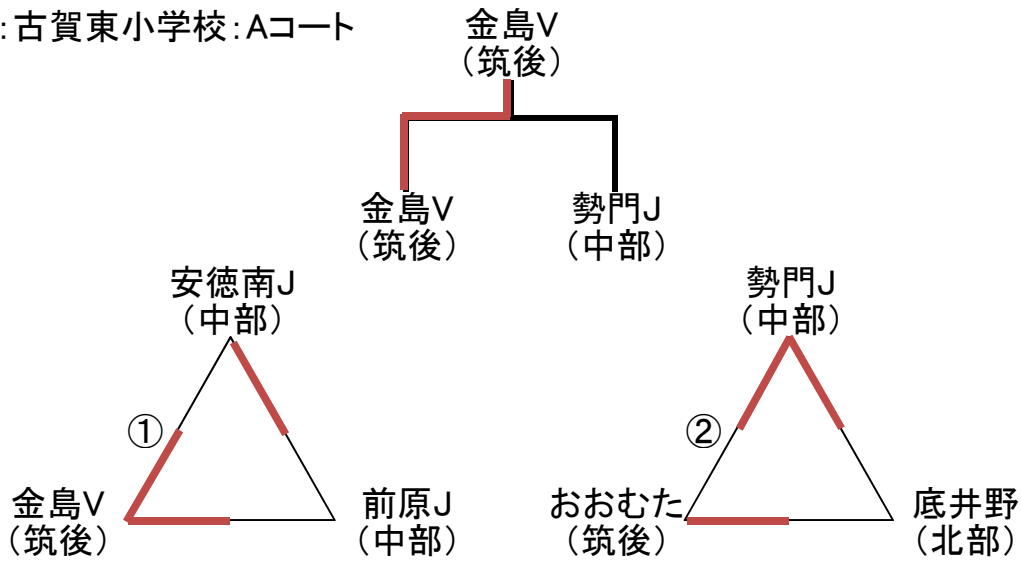 :古賀東小学校:Aコート
金島V
（筑後）
金島V
（筑後）
勢門J
（中部）
安徳南J
（中部）
勢門J
（中部）
①
②
金島V
（筑後）
前原J
（中部）
おおむた
（筑後）
底井野
（北部）